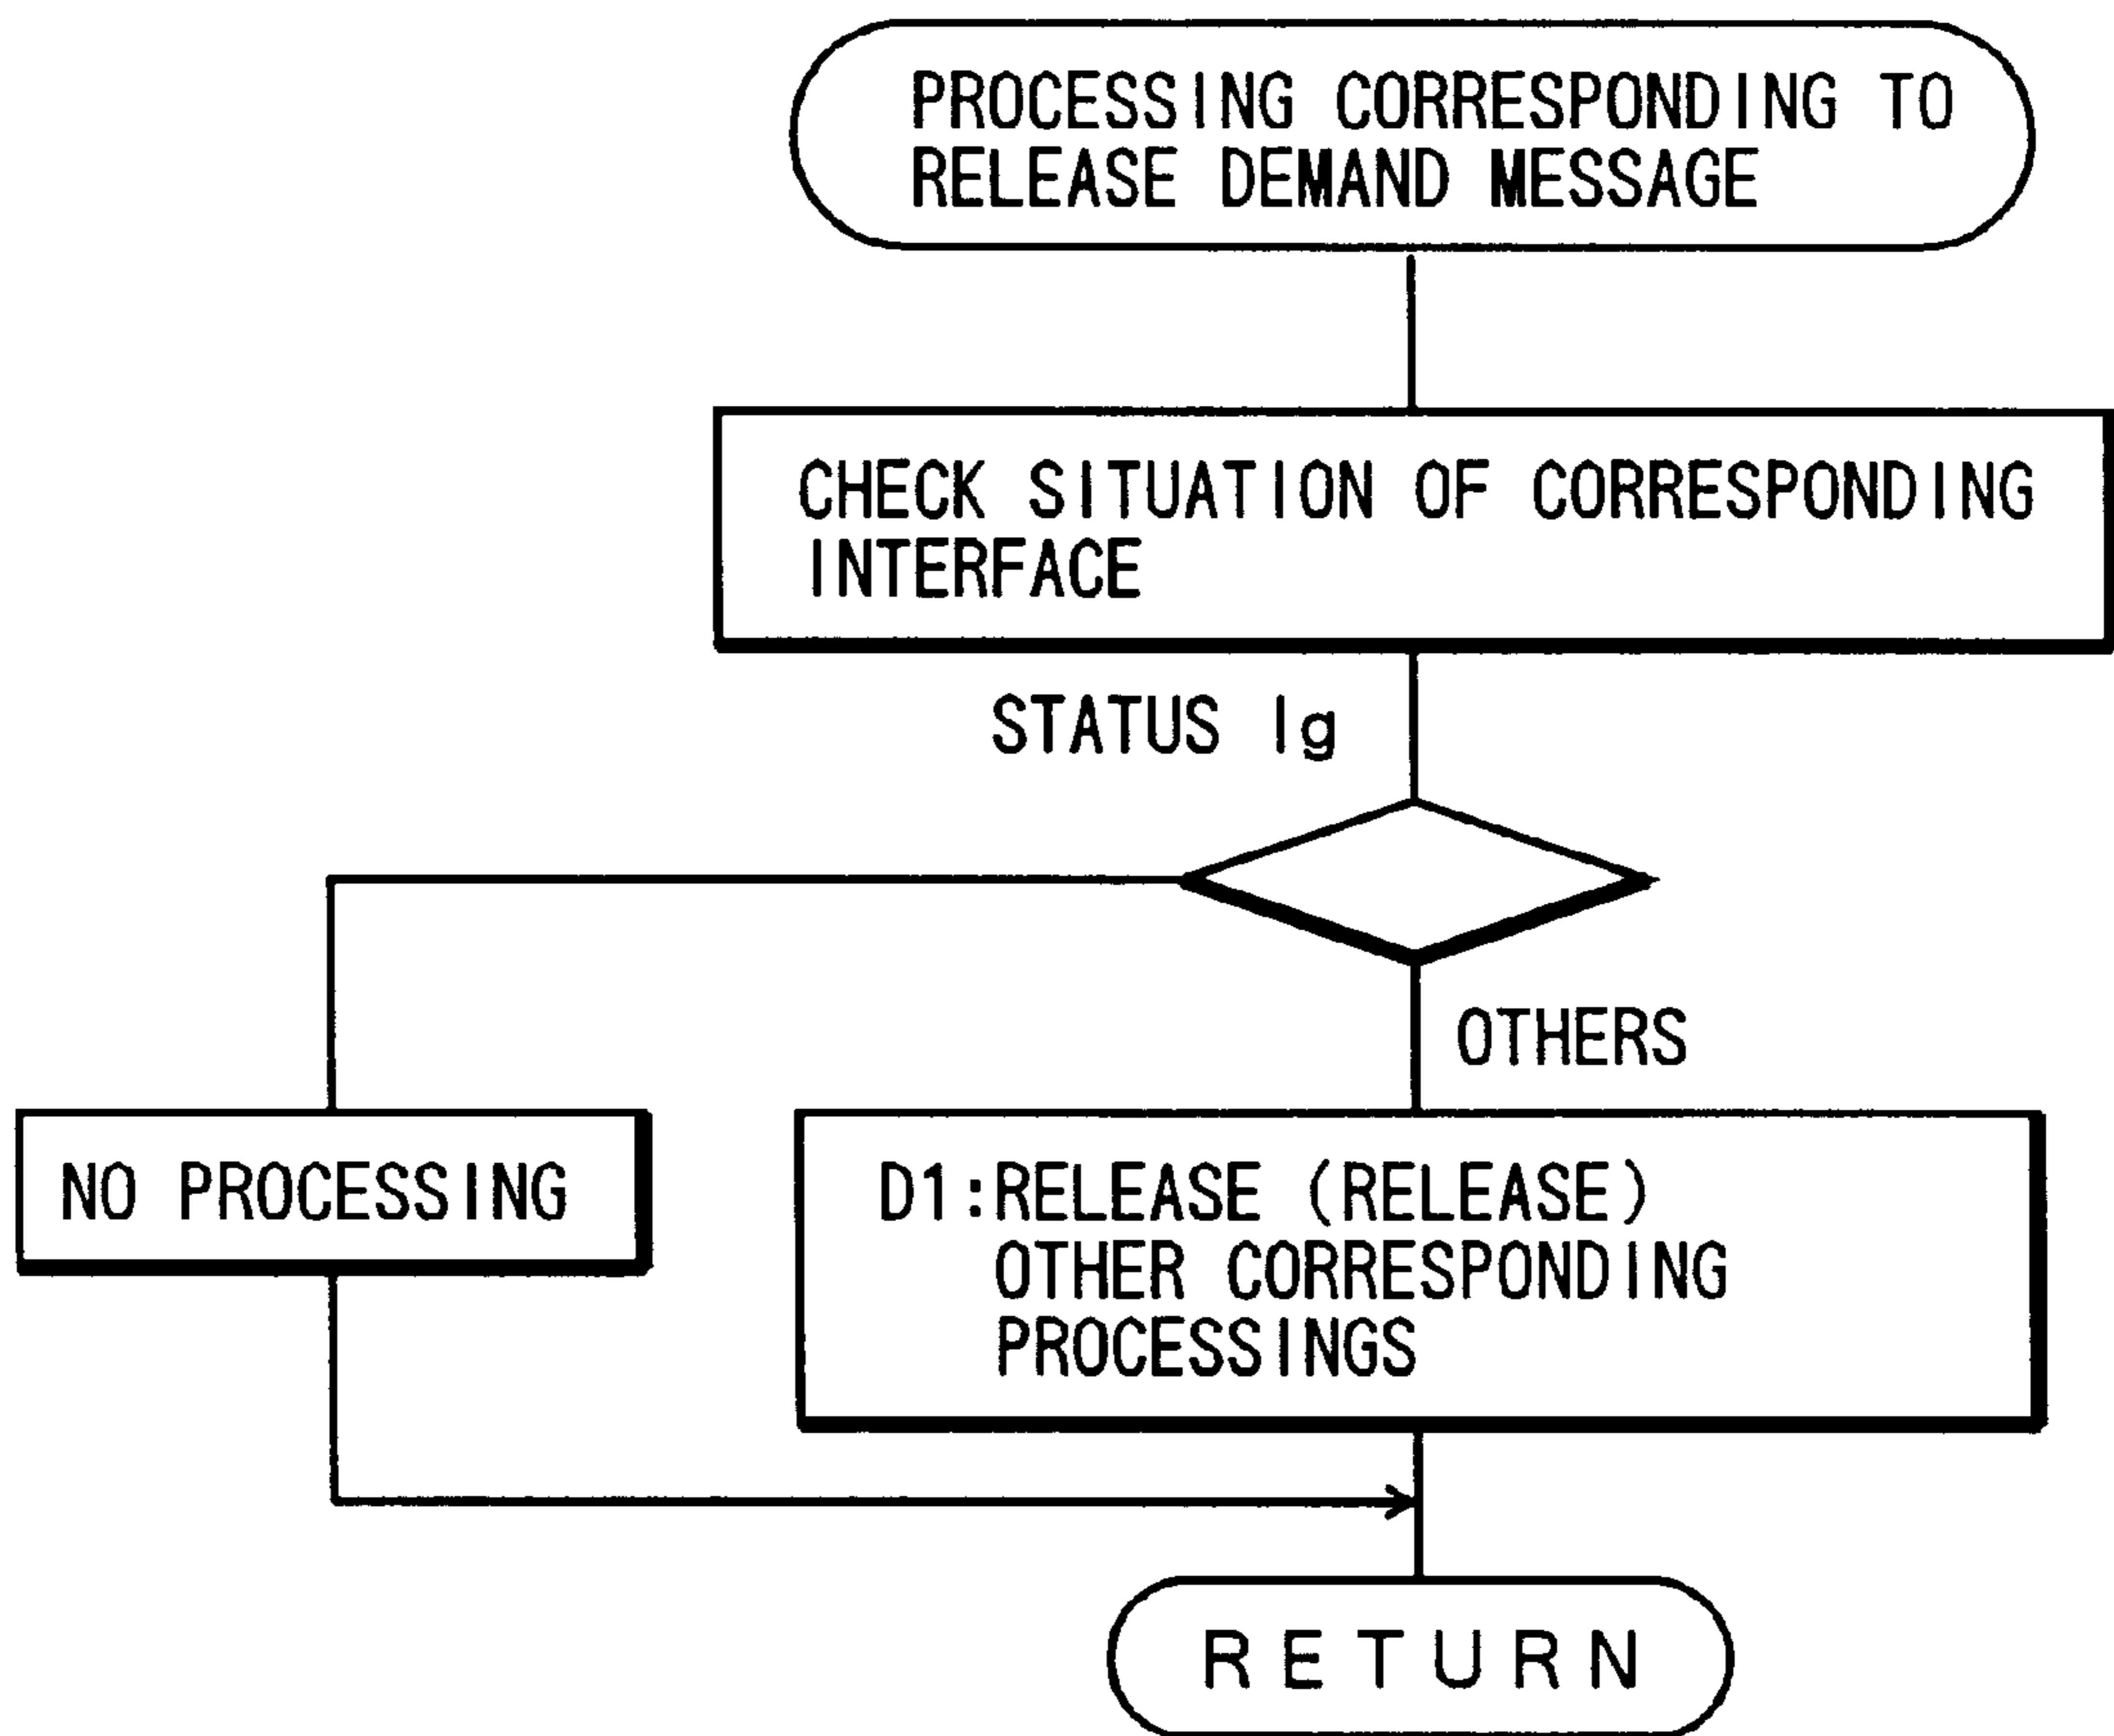 PROCESSING CORRESPONDING TO
RELEASE DEMAND MESSAGE
CHECK SITUATION OF CORRESPONDING
INTERFACE
STATUS Ig
OTHERS
NO PROCESSING
D1:RELEASE (RELEASE)
OTHER CORRESPONDING
PROCESSINGS
RETURN